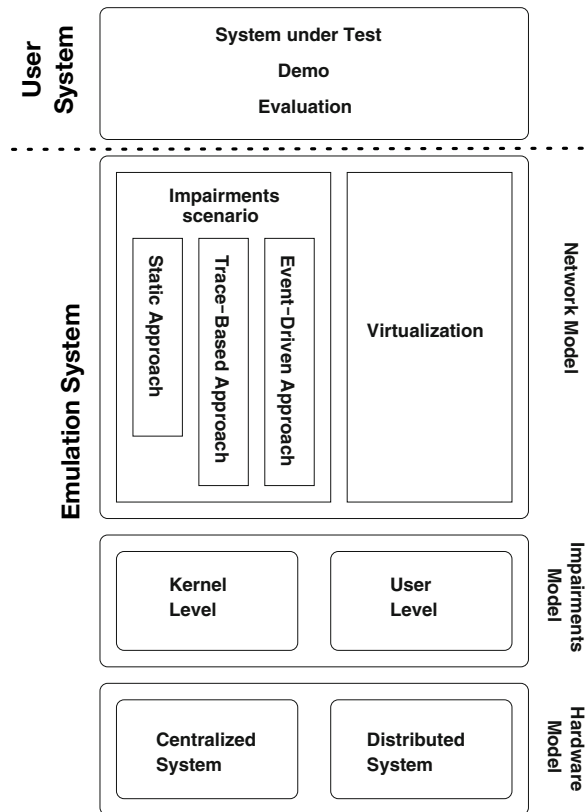 User
System
System under Test
Demo
Evaluation
Emulation System
Impairments
scenario
Static Approach
Trace-Based Approach
Event-Driven Approach
Virtualization
Network Model
Kernel
Level
User
Level
Impairments
Model
Centralized
System
Distributed
System
Hardware
Model